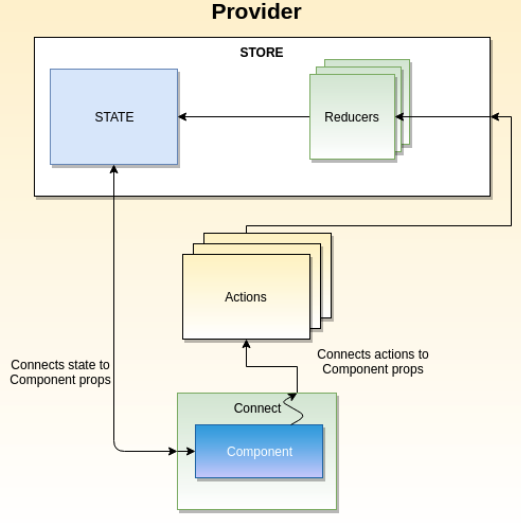 Provider
STORE
STATE
Reducers
Actions
Connects state to
Component props
Connects actions to
Component props
Connect
Component